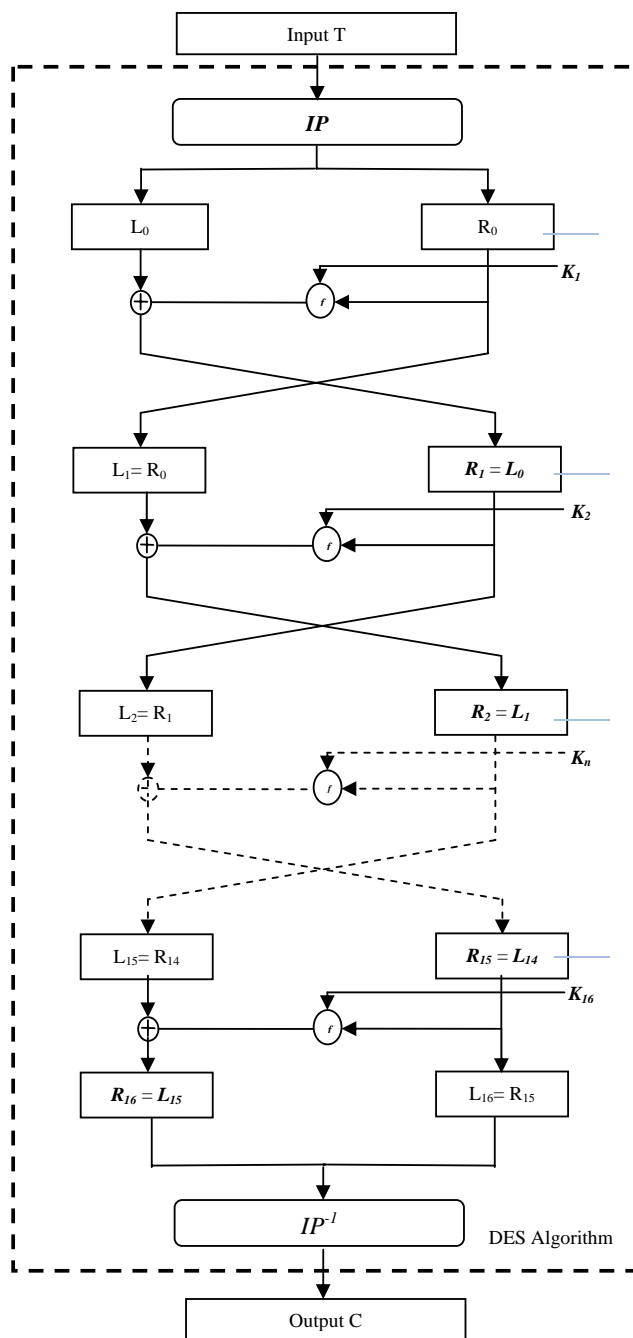 Input T
IP
L₀
R₀
K₁
f
L₁= R₀
R₁ = L₀
K₂
f
L₂= R₁
R₂ = L₁
Kₙ
f
L₁₅= R₁₄
R₁₅ = L₁₄
K₁₆
f
R₁₆ = L₁₅
L₁₆= R₁₅
IP⁻¹
DES Algorithm
Output C